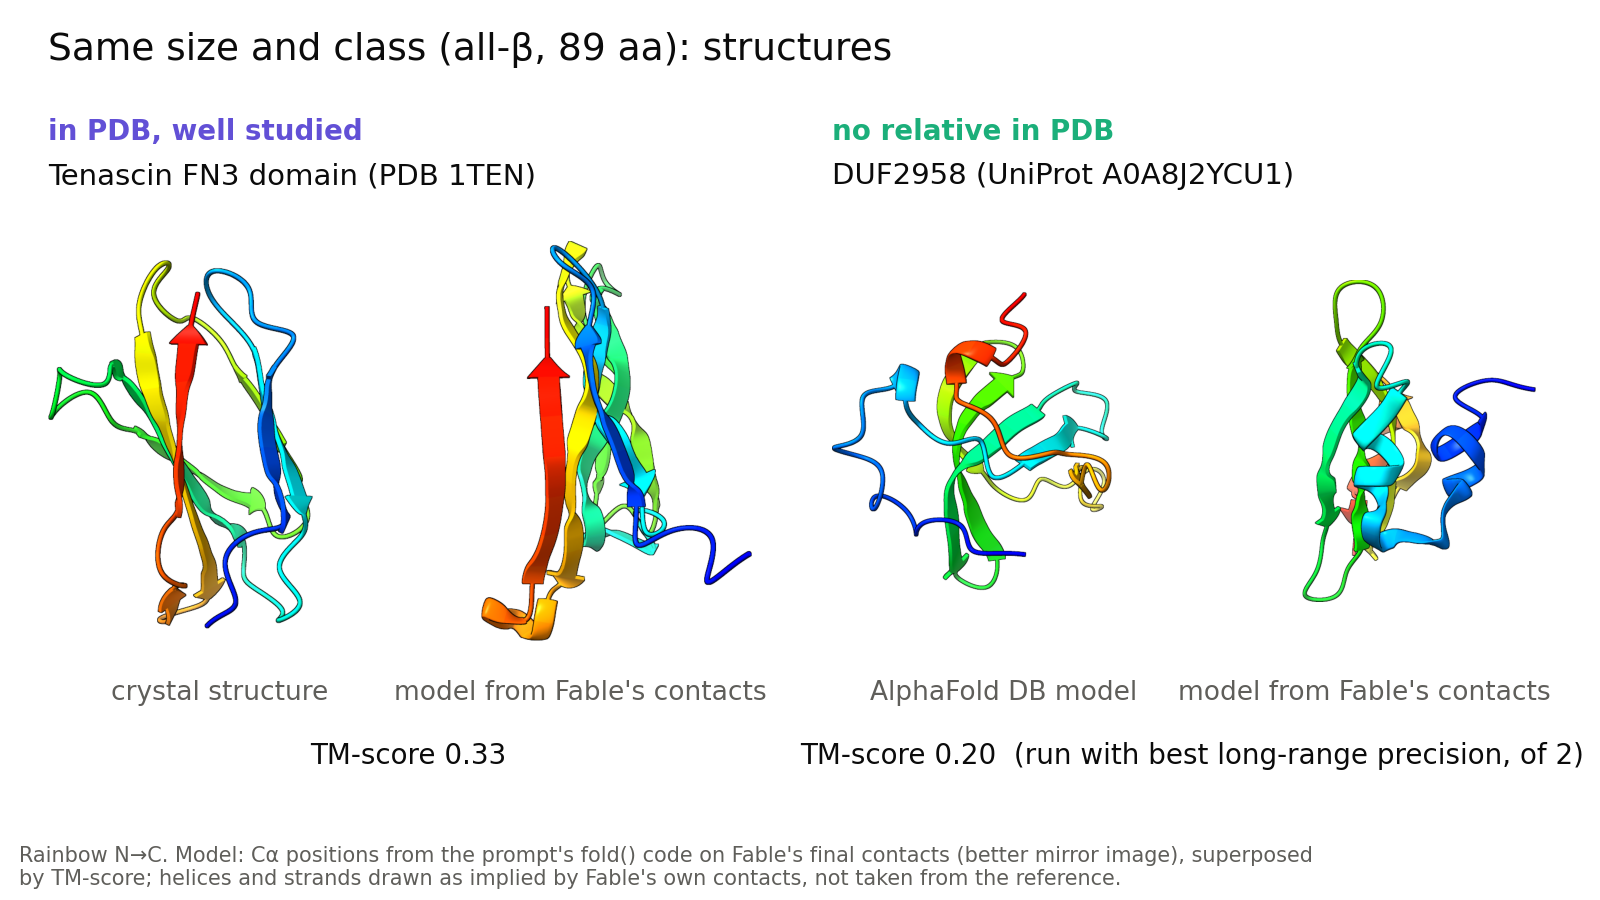 Same size and class (all-β, 89 aa): structures
in PDB, well studied
Tenascin FN3 domain (PDB 1TEN)
no relative in PDB
DUF2958 (UniProt A0A8J2YCU1)
crystal structure
model from Fable's contacts
AlphaFold DB model
model from Fable's contacts
TM-score 0.33
TM-score 0.20 (run with best long-range precision, of 2)
Rainbow N→C. Model: Cα positions from the prompt's fold() code on Fable's final contacts (better mirror image), superposed
by TM-score; helices and strands drawn as implied by Fable's own contacts, not taken from the reference.